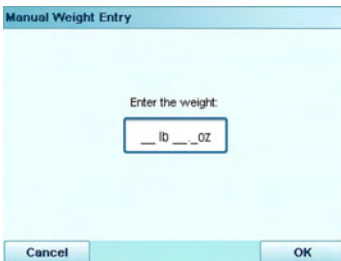 Manual Weight Entry
Enter the weight:
__ lb __._oz
Cancel OK